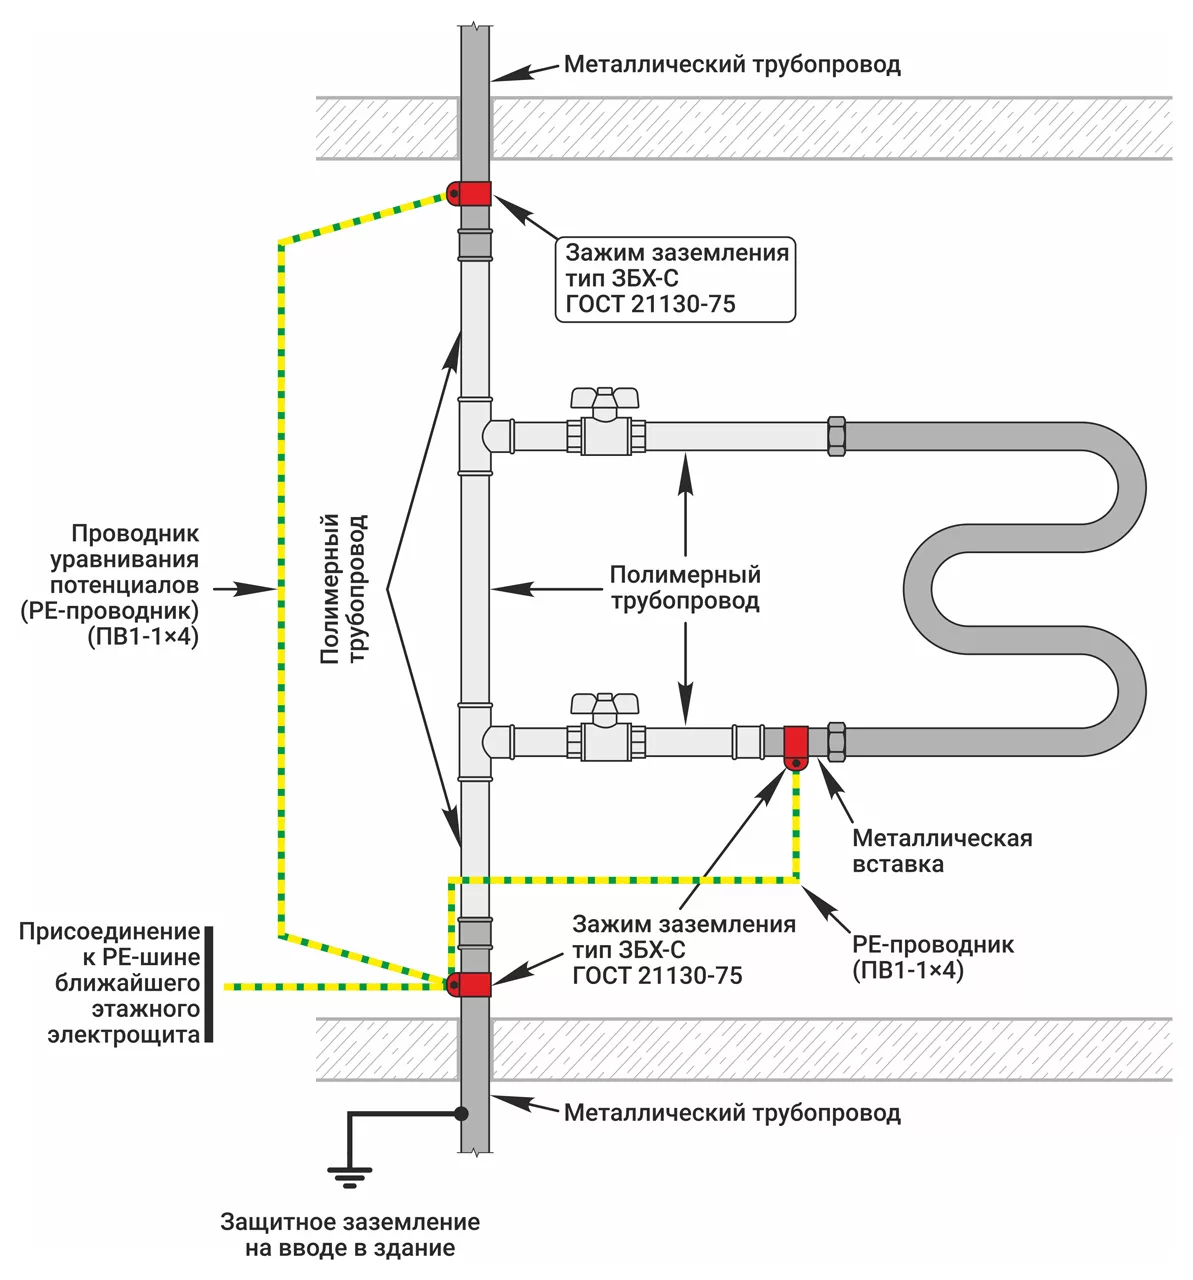 Металлический трубопровод
Зажим заземления
тип ЗБХ-С
ГОСТ 21130-75
Проводник
уравнивания
потенциалов
(PE-проводник)
(ПВ1-1×4)
Полимерный
трубопровод
Полимерный
трубопровод
Металлическая
вставка
Зажим заземления
тип ЗБХ-С
ГОСТ 21130-75
PE-проводник
(ПВ1-1×4)
Присоединение
к PE-шине
ближайшего
этажного
электрощита
Металлический трубопровод
Защитное заземление
на вводе в здание